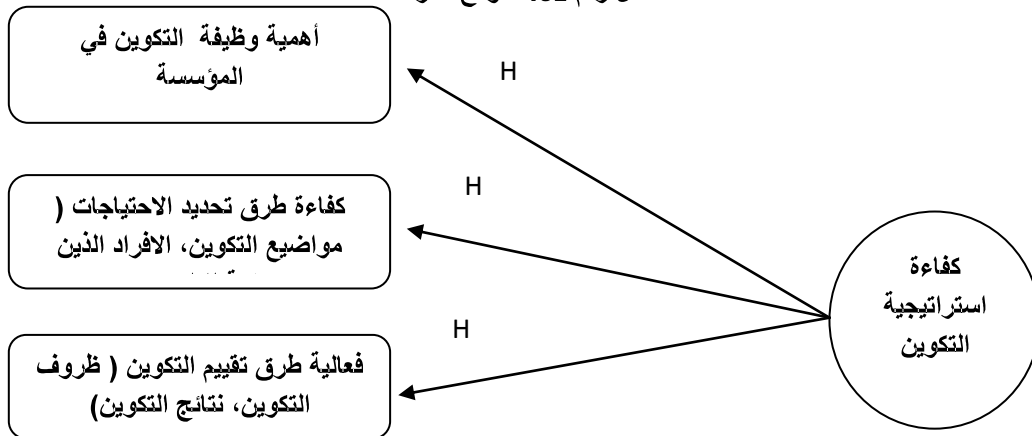 أهمية وظيفة التكوين في
المؤسسة
H
كفاءة طرق تحديد الاحتياجات (
مواضيع التكوين، الافراد الذين
H
كفاءة
استراتيجية
التكوين
H
فعالية طرق تقييم التكوين ( ظروف
التكوين، نتائج التكوين)